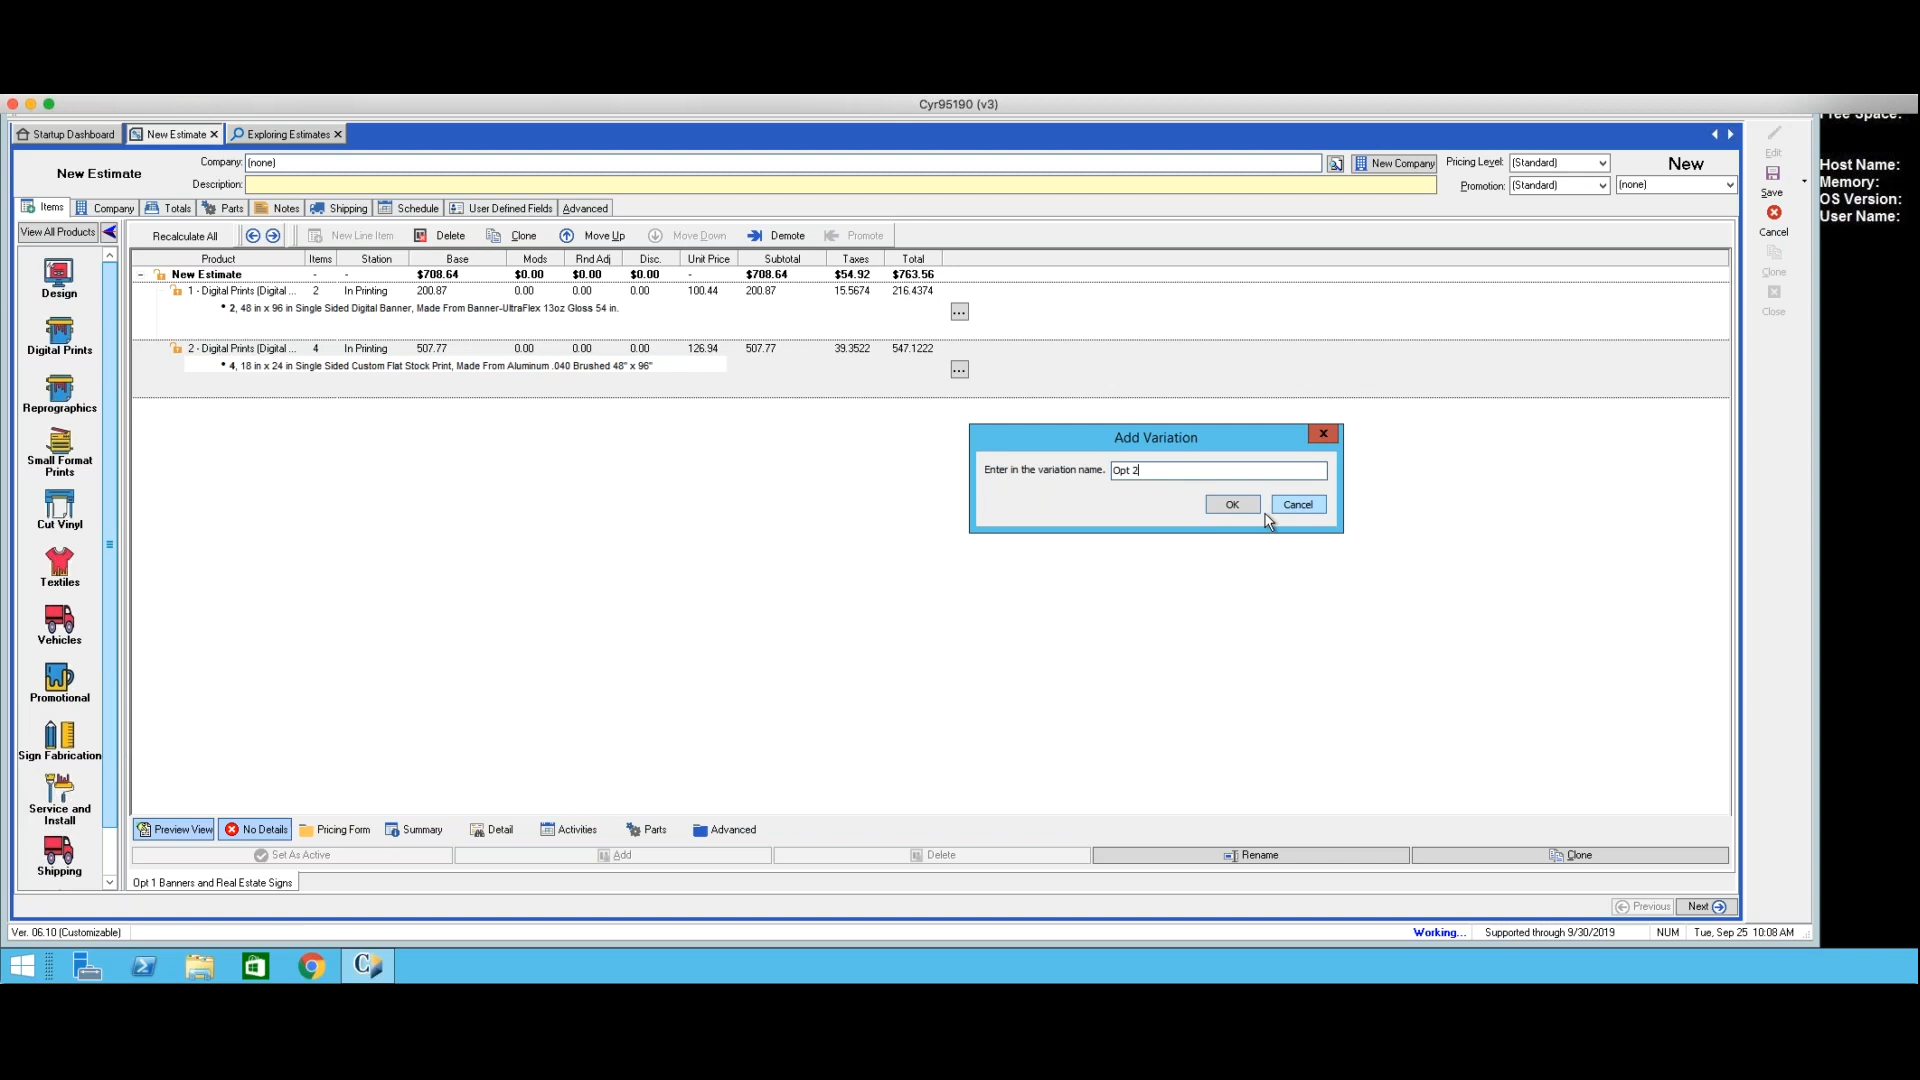 Cyr95190 (v3)
Free Space:
Startup Dashboard New Estimate Exploring Estimates
New Estimate
Company: (none)
New Company
Pricing Level: (Standard)
New
Description:
Promotion: (Standard)
(none)
Items Company Totals Parts Notes Shipping Schedule User Defined Fields Advanced
View All Products
Recalculate All New Line Item Delete Clone Move Up Move Down Demote Promote
Product Items Station Base Mods Rnd Adj Disc. Unit Price Subtotal Taxes Total
New Estimate - - $708.64 $0.00 $0.00 $0.00 - $708.64 $54.92 $763.56
1 - Digital Prints (Digital ... 2 In Printing 200.87 0.00 0.00 0.00 100.44 200.87 15.5674 216.4374
• 2, 48 in x 96 in Single Sided Digital Banner, Made From Banner-UltraFlex 13oz Gloss 54 in.
...
2 - Digital Prints (Digital ... 4 In Printing 507.77 0.00 0.00 0.00 126.94 507.77 39.3522 547.1222
• 4, 18 in x 24 in Single Sided Custom Flat Stock Print, Made From Aluminum .040 Brushed 48" x 96"
...
Add Variation
x
Enter in the variation name. Opt 2
OK Cancel
Design
Digital Prints
Reprographics
Small Format
Prints
Cut Vinyl
Textiles
Vehicles
Promotional
Sign Fabrication
Service and
Install
Shipping
Edit
Save
Cancel
Clone
Close
Host Name:
Memory:
OS Version:
User Name:
Preview View No Details Pricing Form Summary Detail Activities Parts Advanced
Set As Active Add Delete Rename Clone
Opt 1 Banners and Real Estate Signs
Previous Next
Ver. 06.10 (Customizable)
Working... Supported through 9/30/2019 NUM Tue, Sep 25 10:08 AM